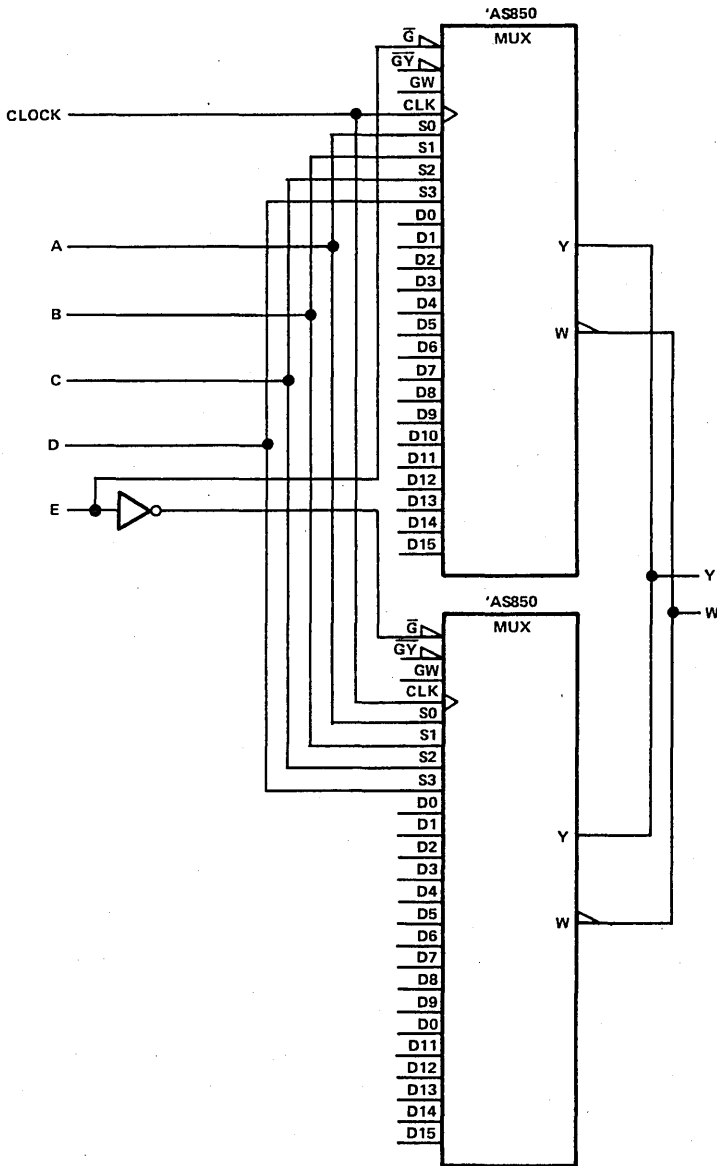 'AS850
MUX
G̅
G̅Y̅
GW
CLOCK
CLK
S0
S1
S2
S3
D0
A
D1
Y
D2
D3
D4
B
D5
W
D6
C
D7
D8
D9
D
D10
D11
D12
E
D13
D14
D15
Y
'AS850
W
G̅
MUX
G̅Y̅
GW
CLK
S0
S1
S2
S3
D0
D1
Y
D2
D3
D4
D5
W
D6
D7
D8
D9
D0
D11
D12
D13
D14
D15